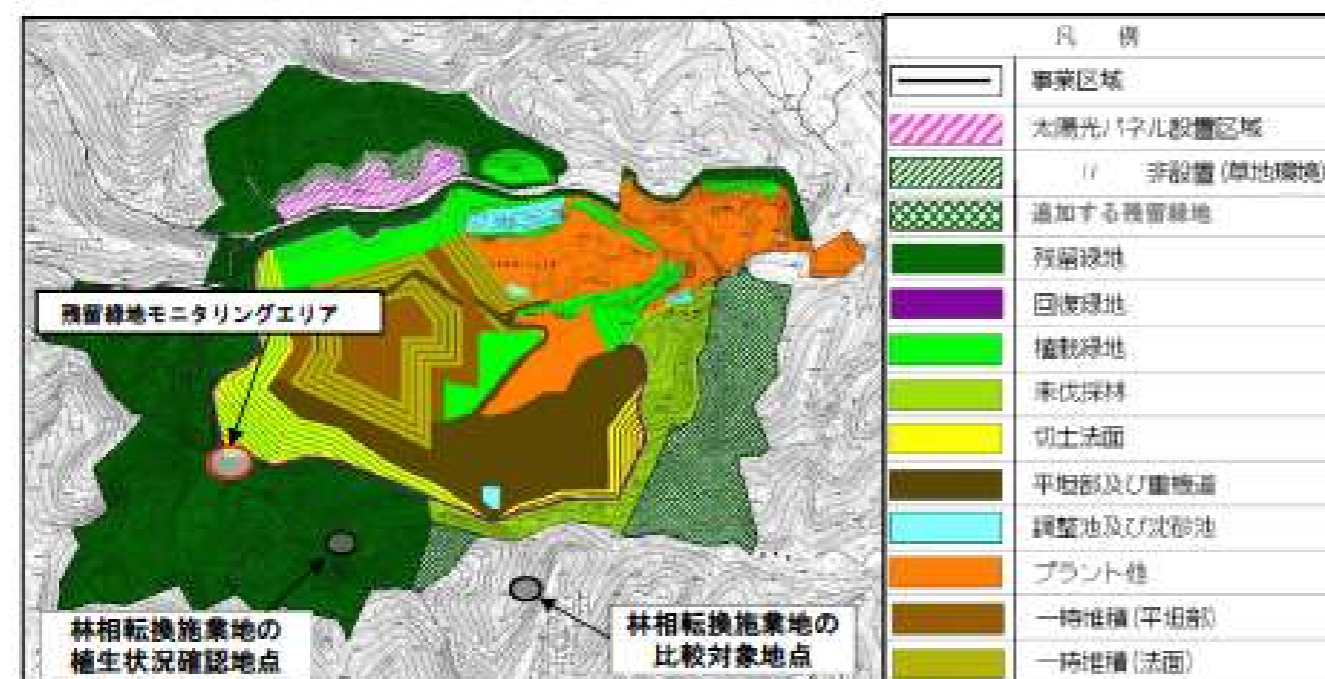 残留緑地モニタリングエリア
林相転換施業地の
植生状況確認地点
林相転換施業地の
比較対象地点
凡 例
事業区域
太陽光パネル設置区域
〃 非設置(草地環境)
追加する残留緑地
残留緑地
回復緑地
植栽緑地
未伐採林
切土法面
平坦部及び重機道
調整池及び沈砂池
プラント他
一時堆積(平坦部)
一時堆積(法面)